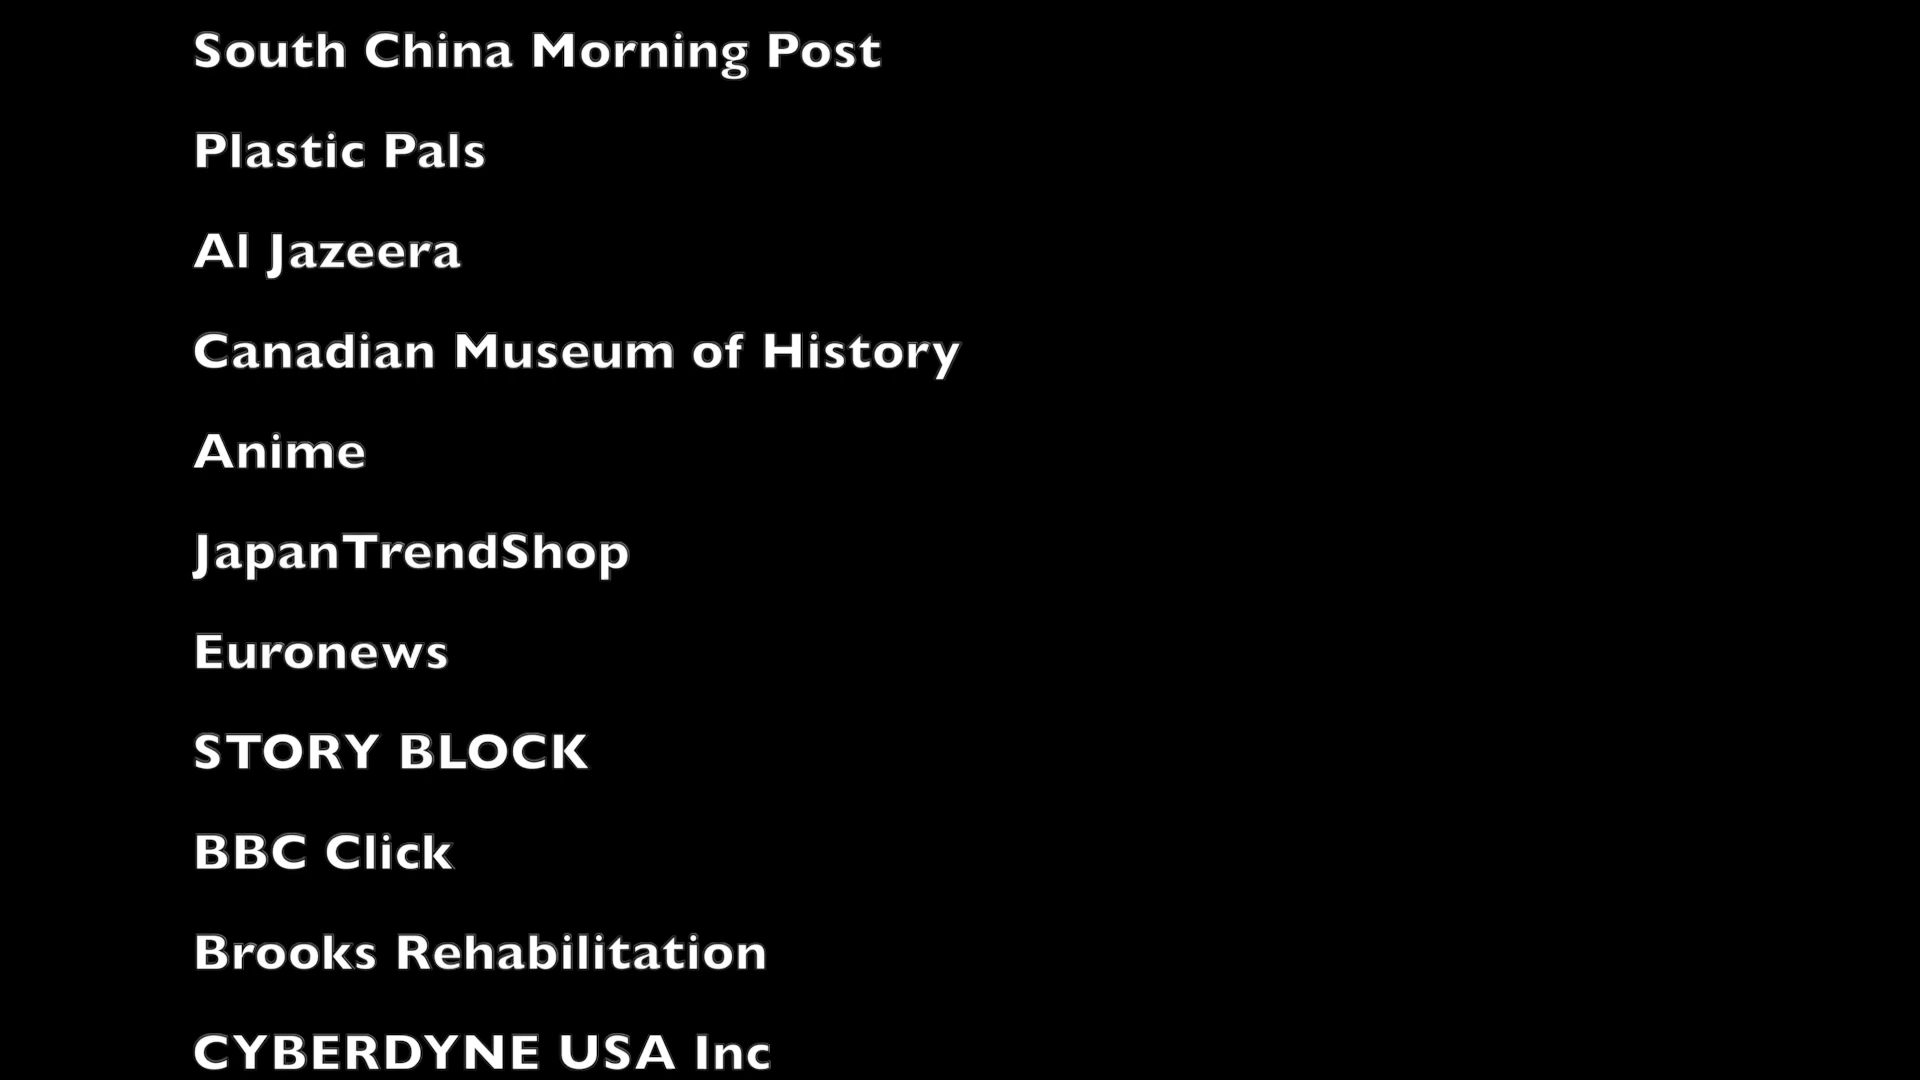 South China Morning Post
Plastic Pals
Al Jazeera
Canadian Museum of History
Anime
JapanTrendShop
Euronews
STORY BLOCK
BBC Click
Brooks Rehabilitation
CYBERDYNE USA Inc